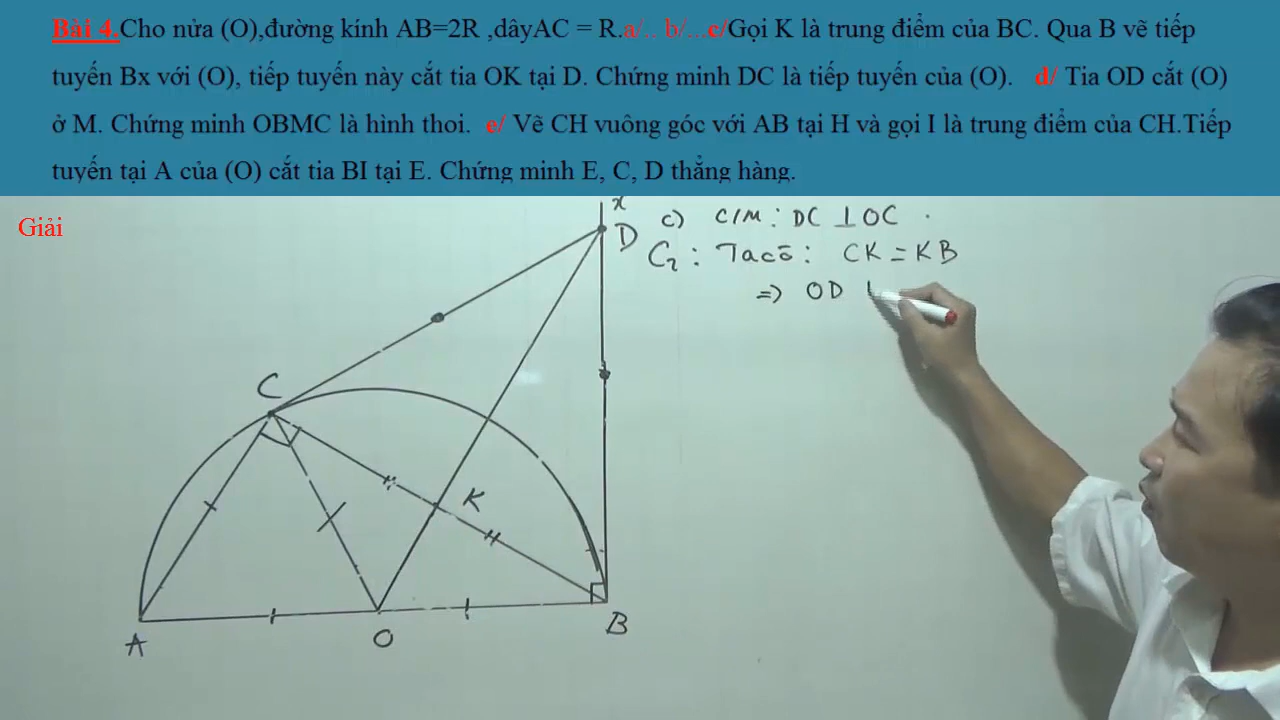 Bài 4.Cho nửa (O),đường kính AB=2R ,dâyAC = R.a/.. b/...c/Gọi K là trung điểm của BC. Qua B vẽ tiếp
tuyến Bx với (O), tiếp tuyến này cắt tia OK tại D. Chứng minh DC là tiếp tuyến của (O). d/ Tia OD cắt (O)
ở M. Chứng minh OBMC là hình thoi. e/ Vẽ CH vuông góc với AB tại H và gọi I là trung điểm của CH.Tiếp
tuyến tại A của (O) cắt tia BI tại E. Chứng minh E, C, D thẳng hàng.
Giải
x
c) C/M : DC ⊥ OC .
D
C₂ : Ta có : CK = KB
=> OD
C
K
A
O
B